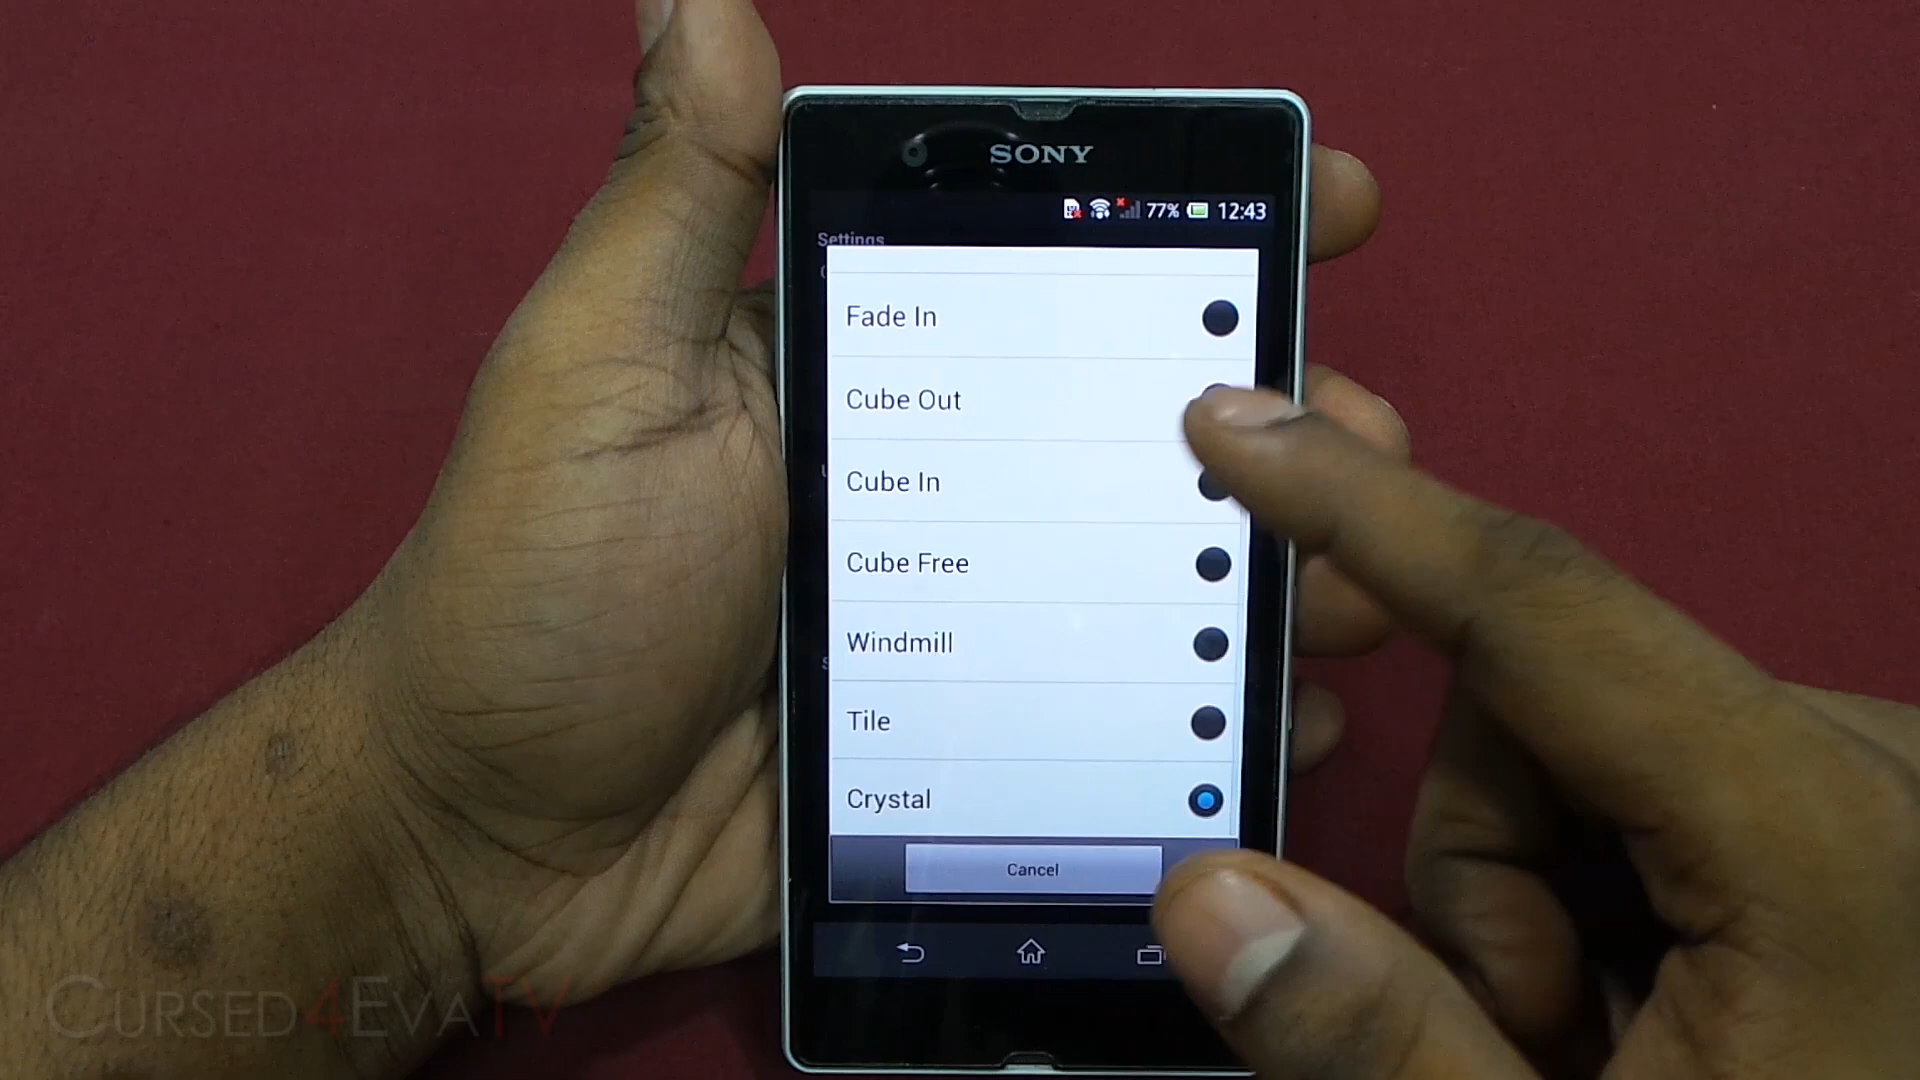 SONY
77% 12:43
Settings
Fade In
Cube Out
Cube In
Cube Free
Windmill
Tile
Crystal
Cancel
CURSED4EVATV